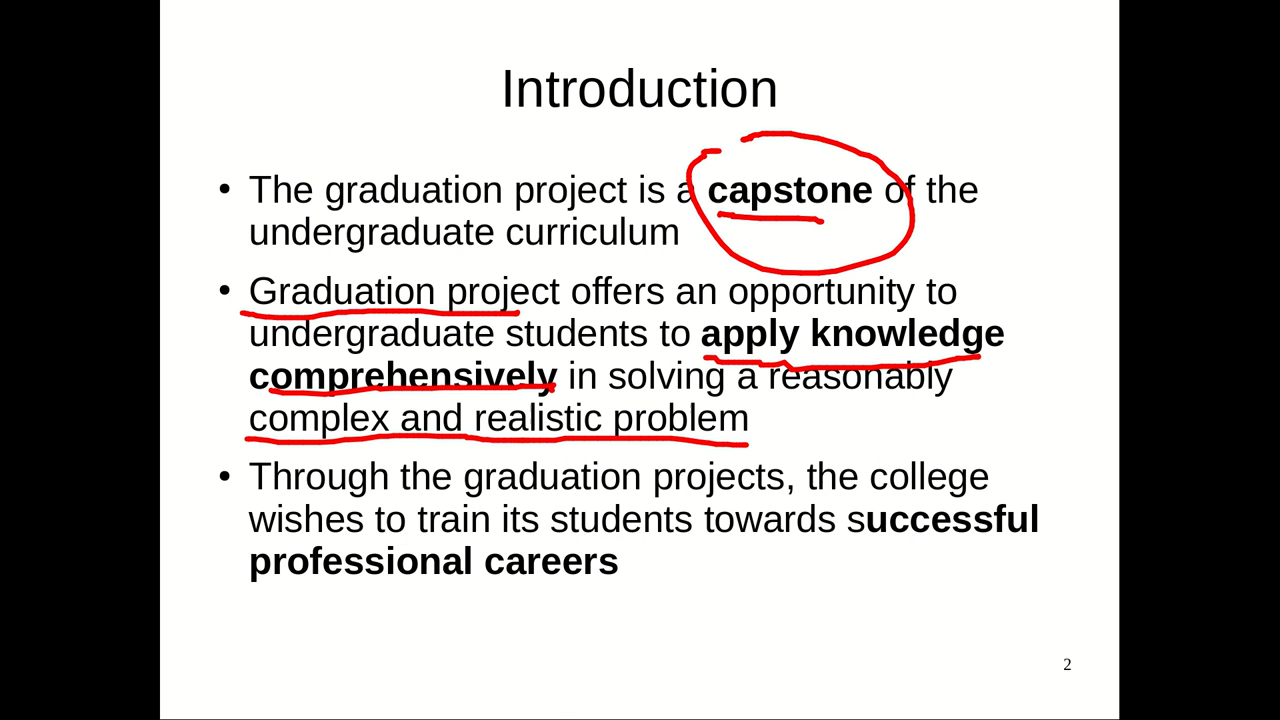 Introduction
• The graduation project is a capstone of the
undergraduate curriculum
• Graduation project offers an opportunity to
undergraduate students to apply knowledge
comprehensively in solving a reasonably
complex and realistic problem
• Through the graduation projects, the college
wishes to train its students towards successful
professional careers
2